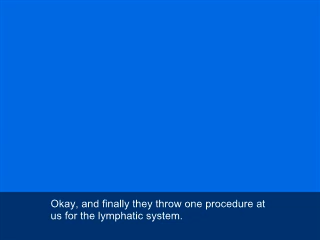 Okay, and finally they throw one procedure at
us for the lymphatic system.